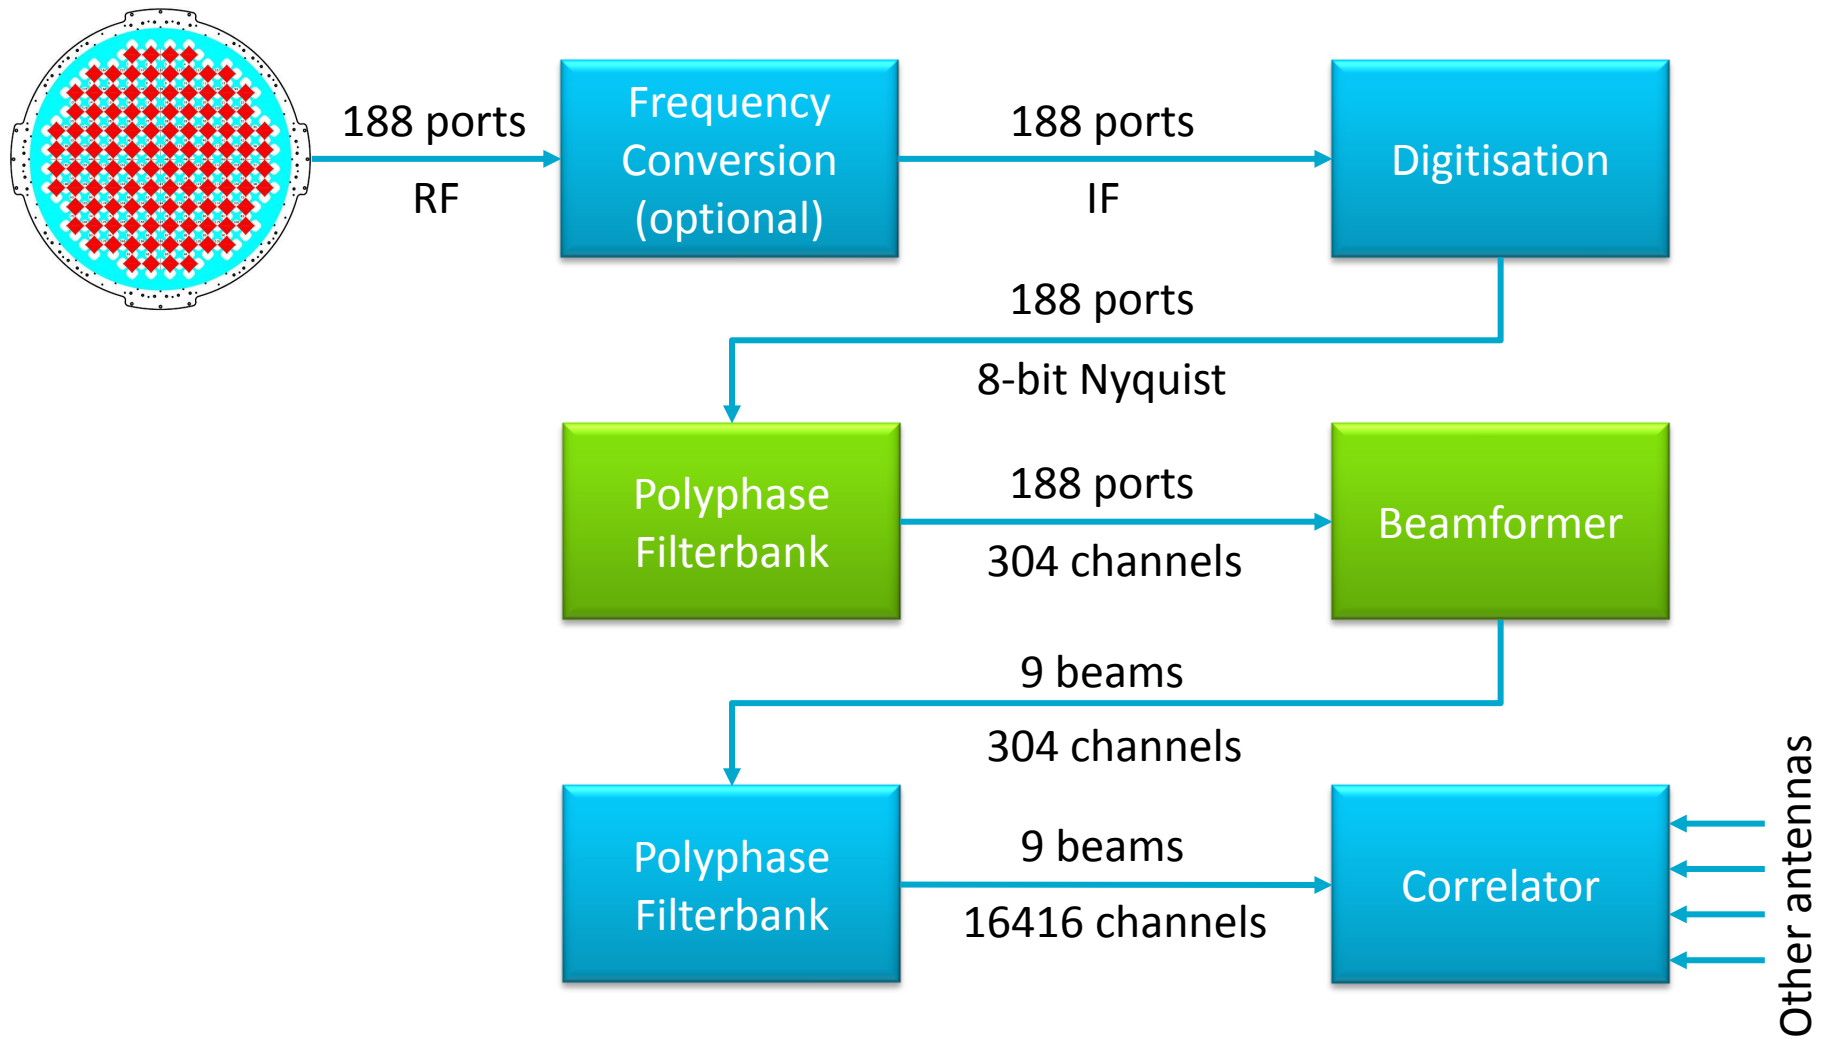 188 ports
RF
Frequency
Conversion
(optional)
188 ports
IF
Digitisation
188 ports
8-bit Nyquist
Polyphase
Filterbank
188 ports
304 channels
Beamformer
9 beams
304 channels
Polyphase
Filterbank
9 beams
16416 channels
Correlator
Other antennas